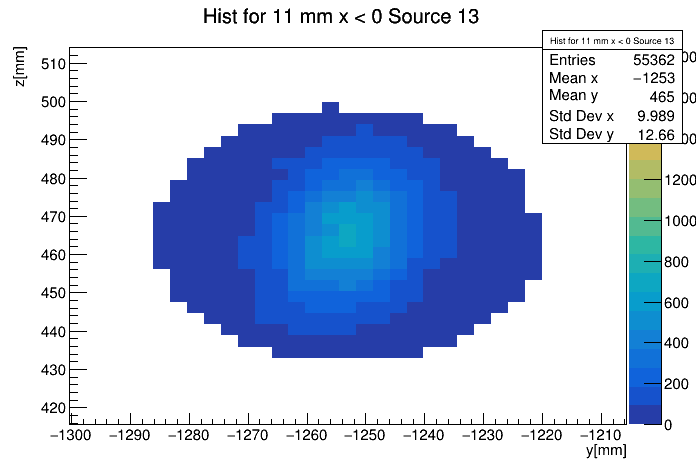 Hist for 11 mm x < 0 Source 13
Hist for 11 mm x < 0 Source 13
Entries 55362
Mean x −1253
Mean y 465
Std Dev x 9.989
Std Dev y 12.66
z[mm]
510
500
490
480
470
460
450
440
430
420
−1300 −1290 −1280 −1270 −1260 −1250 −1240 −1230 −1220 −1210
y[mm]
1200
1000
800
600
400
200
0